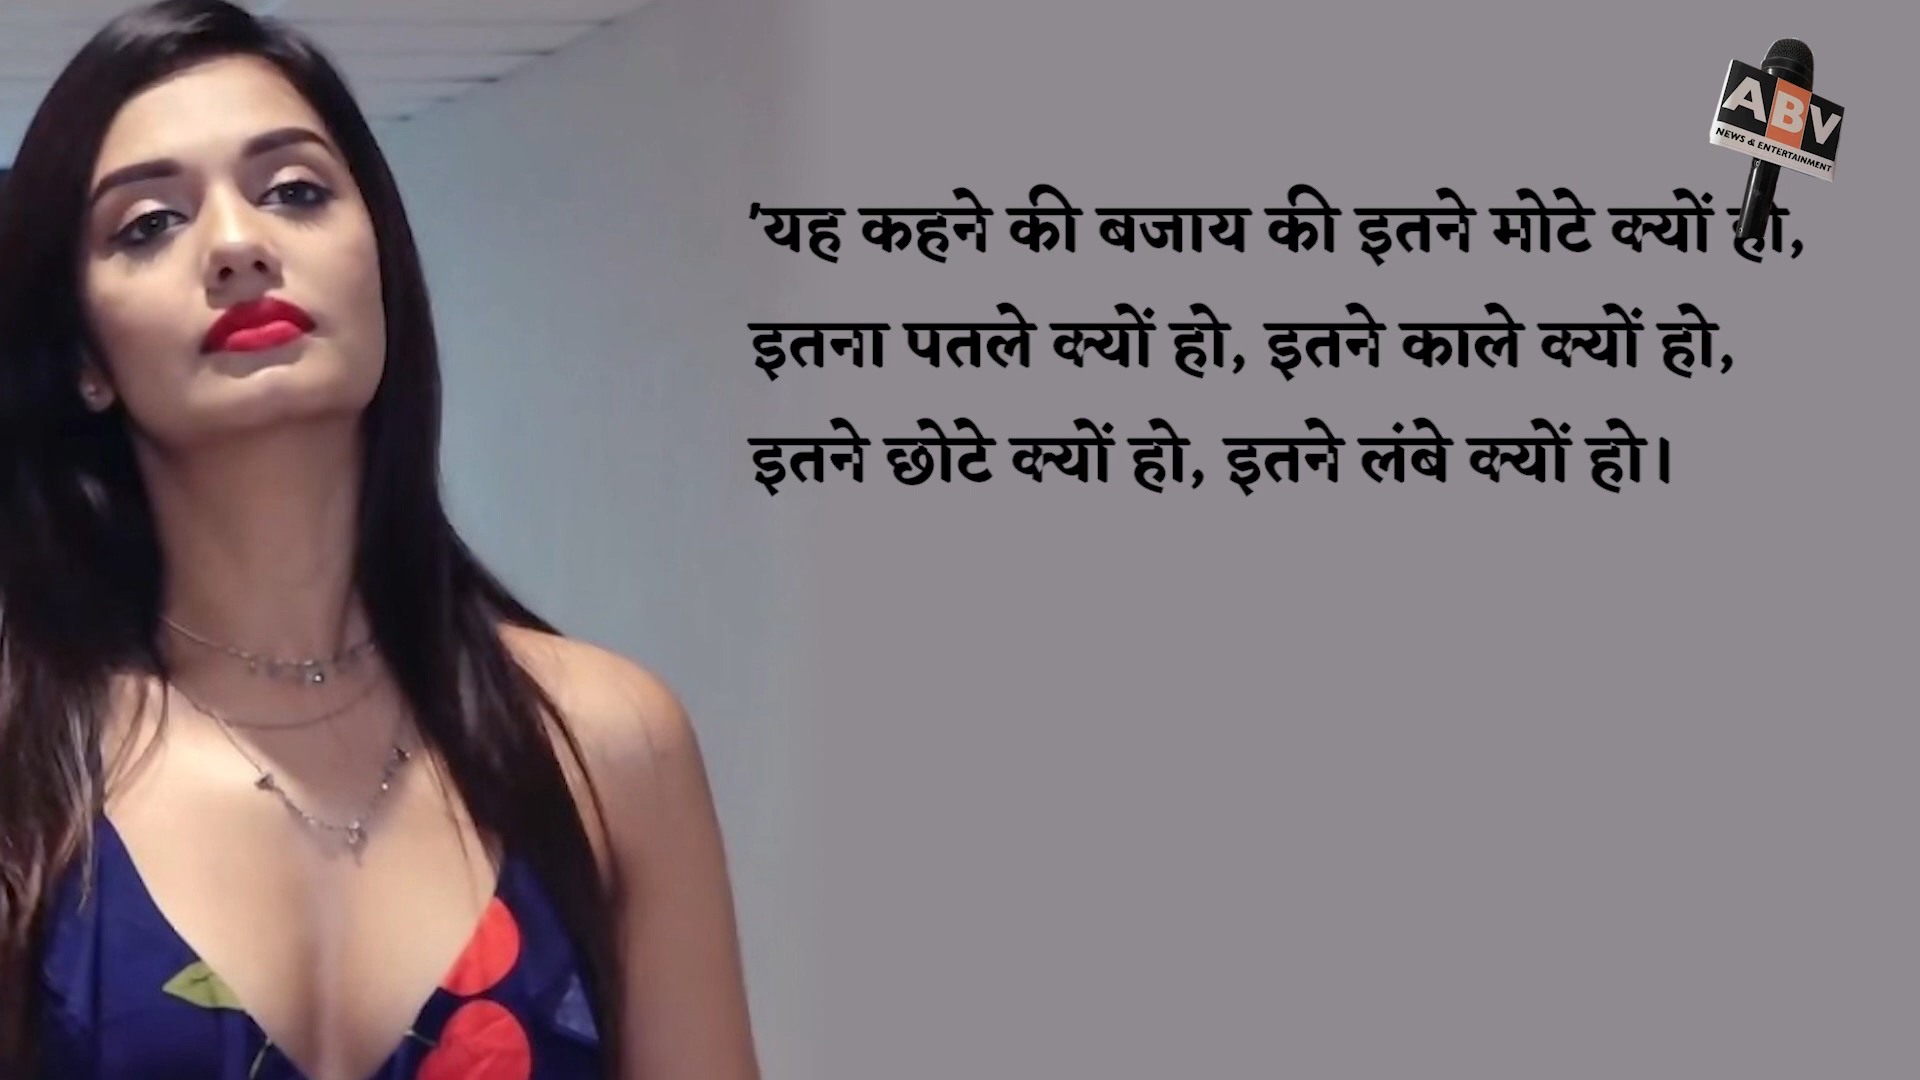 ABV
NEWS & ENTERTAINMENT
'यह कहने की बजाय की इतने मोटे क्यों हो,
इतना पतले क्यों हो, इतने काले क्यों हो,
इतने छोटे क्यों हो, इतने लंबे क्यों हो।